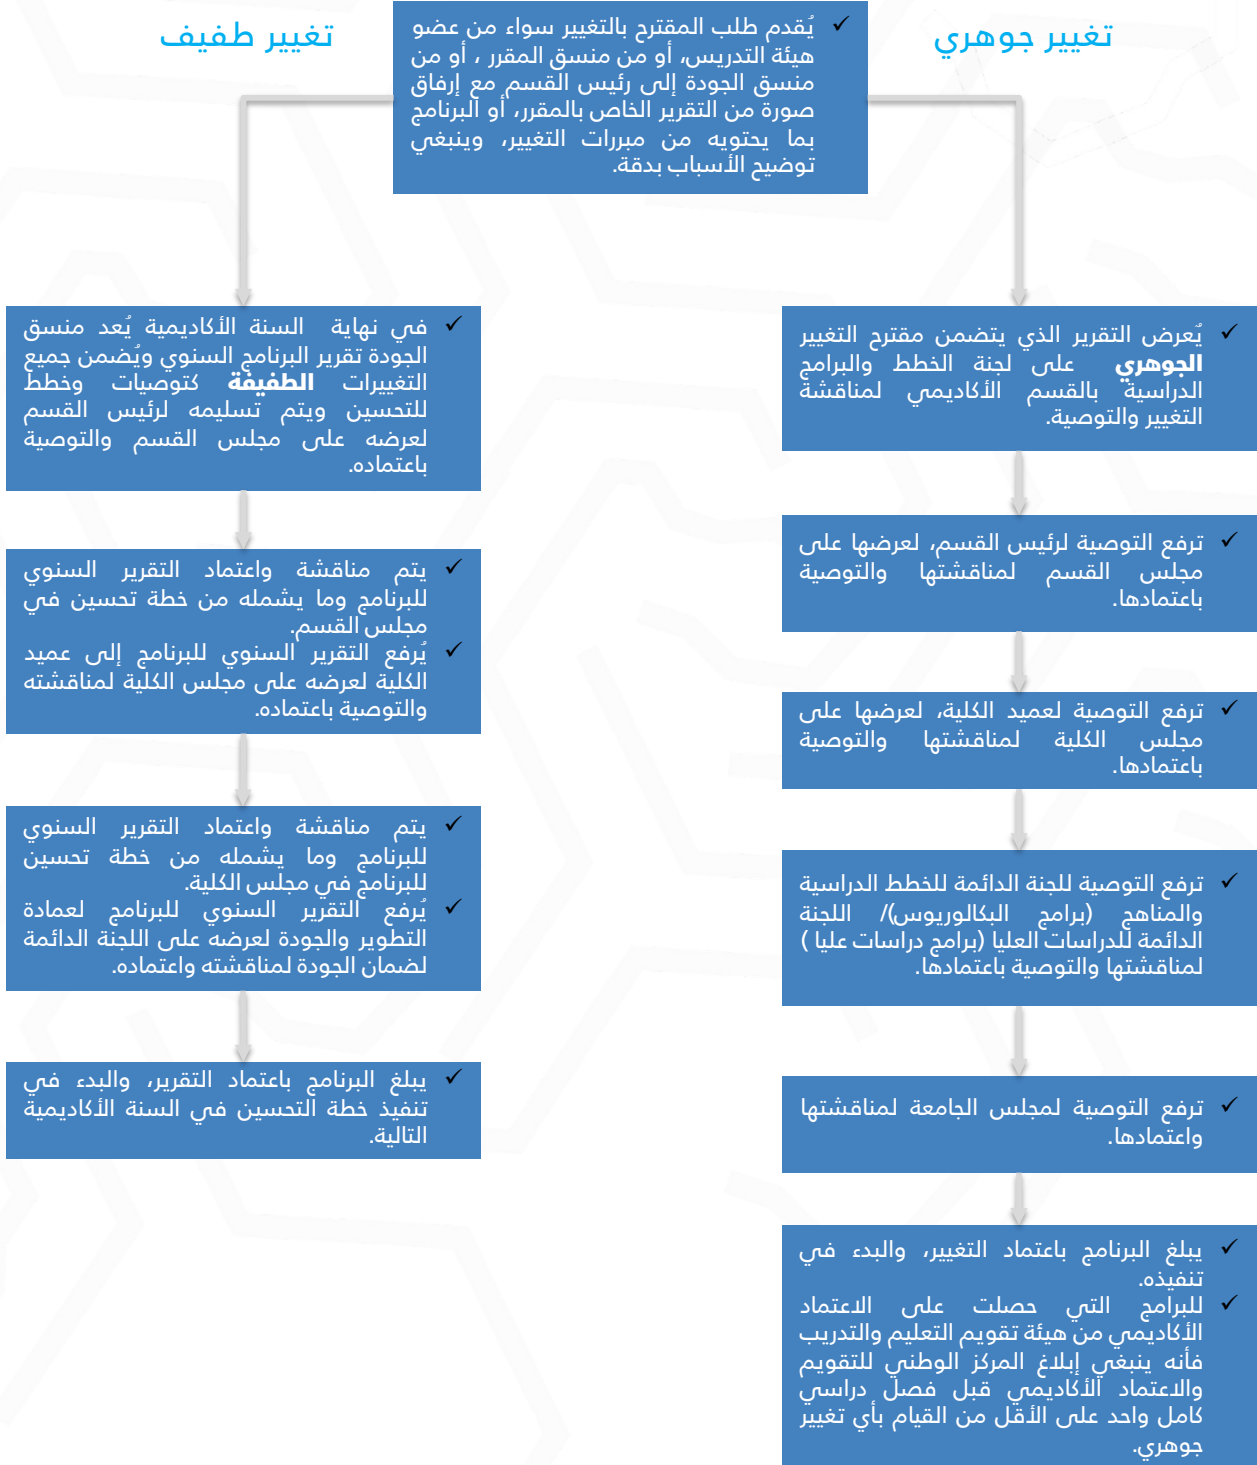 تغيير جوهري
تغيير طفيف
✓ يُقدم طلب المقترح بالتغيير سواء من عضو
هيئة التدريس، أو من منسق المقرر ، أو من
منسق الجودة إلى رئيس القسم مع إرفاق
صورة من التقرير الخاص بالمقرر، أو البرنامج
بما يحتويه من مبررات التغيير، وينبغي
توضيح الأسباب بدقة.
✓ يُعرض التقرير الذي يتضمن مقترح التغيير
الجوهري على لجنة الخطط والبرامج
الدراسية بالقسم الأكاديمي لمناقشة
التغيير والتوصية.
✓ ترفع التوصية لرئيس القسم، لعرضها على
مجلس القسم لمناقشتها والتوصية
باعتمادها.
✓ ترفع التوصية لعميد الكلية، لعرضها على
مجلس الكلية لمناقشتها والتوصية
باعتمادها.
✓ ترفع التوصية للجنة الدائمة للخطط الدراسية
والمناهج (برامج البكالوريوس)/ اللجنة
الدائمة للدراسات العليا (برامج دراسات عليا )
لمناقشتها والتوصية باعتمادها.
✓ ترفع التوصية لمجلس الجامعة لمناقشتها
واعتمادها.
✓ يبلغ البرنامج باعتماد التغيير، والبدء في
تنفيذه.
✓ للبرامج التي حصلت على الاعتماد
الأكاديمي من هيئة تقويم التعليم والتدريب
فأنه ينبغي إبلاغ المركز الوطني للتقويم
والاعتماد الأكاديمي قبل فصل دراسي
كامل واحد على الأقل من القيام بأي تغيير
جوهري.
✓ في نهاية السنة الأكاديمية يُعد منسق
الجودة تقرير البرنامج السنوي ويُضمن جميع
التغييرات الطفيفة كتوصيات وخطط
للتحسين ويتم تسليمه لرئيس القسم
لعرضه على مجلس القسم والتوصية
باعتماده.
✓ يتم مناقشة واعتماد التقرير السنوي
للبرنامج وما يشمله من خطة تحسين في
مجلس القسم.
✓ يُرفع التقرير السنوي للبرنامج إلى عميد
الكلية لعرضه على مجلس الكلية لمناقشته
والتوصية باعتماده.
✓ يتم مناقشة واعتماد التقرير السنوي
للبرنامج وما يشمله من خطة تحسين
للبرنامج في مجلس الكلية.
✓ يُرفع التقرير السنوي للبرنامج لعمادة
التطوير والجودة لعرضه على اللجنة الدائمة
لضمان الجودة لمناقشته واعتماده.
✓ يبلغ البرنامج باعتماد التقرير، والبدء في
تنفيذ خطة التحسين في السنة الأكاديمية
التالية.